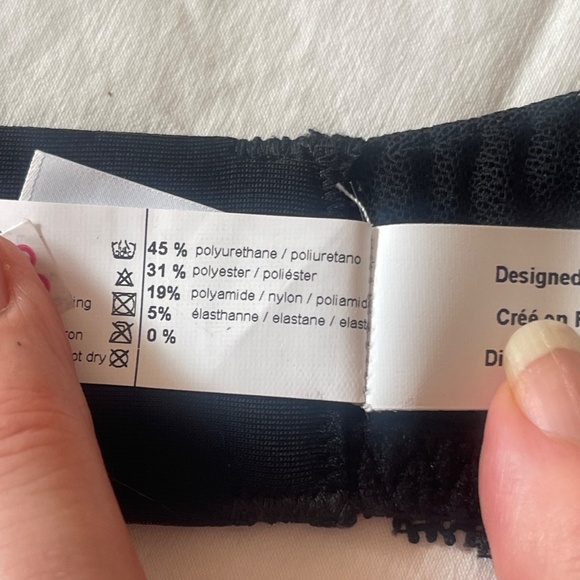 45 % polyurethane / poliuretano
31 % polyester / poliéster
19% polyamide / nylon / poliamid
5% élasthanne / elastane / elast
0 %
ing
ron
ot dry
Designed
Créé en F
Di